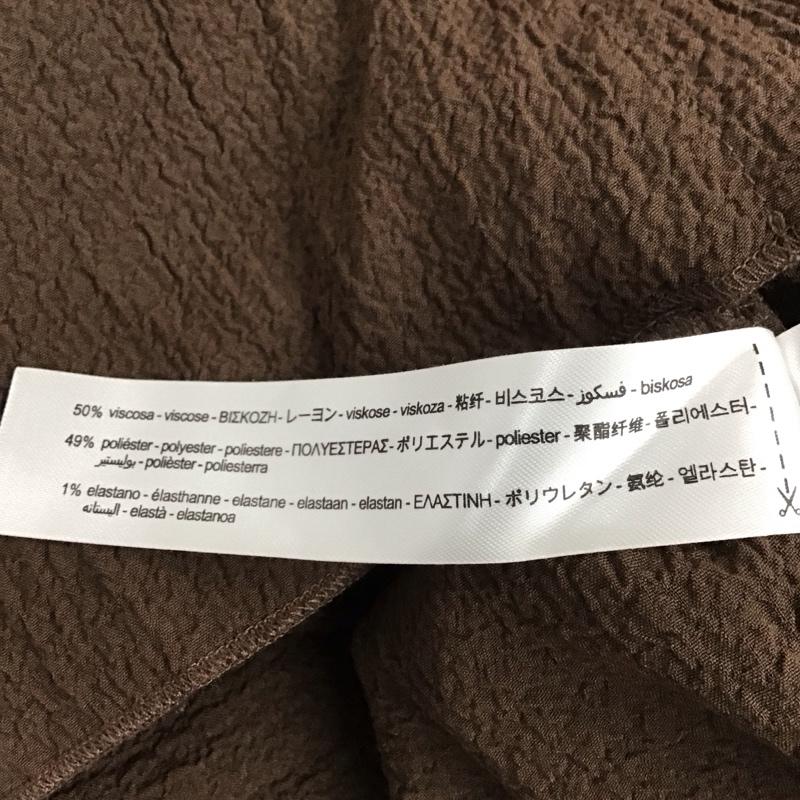 50% viscosa - viscose - ΒΙΣΚΟΖΗ - レーヨン - viskose - viskoza - 粘纤 - 비스코스 - فسكوز - biskosa
49% poliéster - polyester - poliestere - ΠΟΛΥΕΣΤΕΡΑΣ - ポリエステル - poliester - 聚酯纤维 - 폴리에스터 -
بوليستير - polièster - poliesterra
1% elastano - élasthanne - elastane - elastaan - elastan - ΕΛΑΣΤΙΝΗ - ポリウレタン - 氨纶 - 엘라스탄 -
اليستانه - elastà - elastanoa